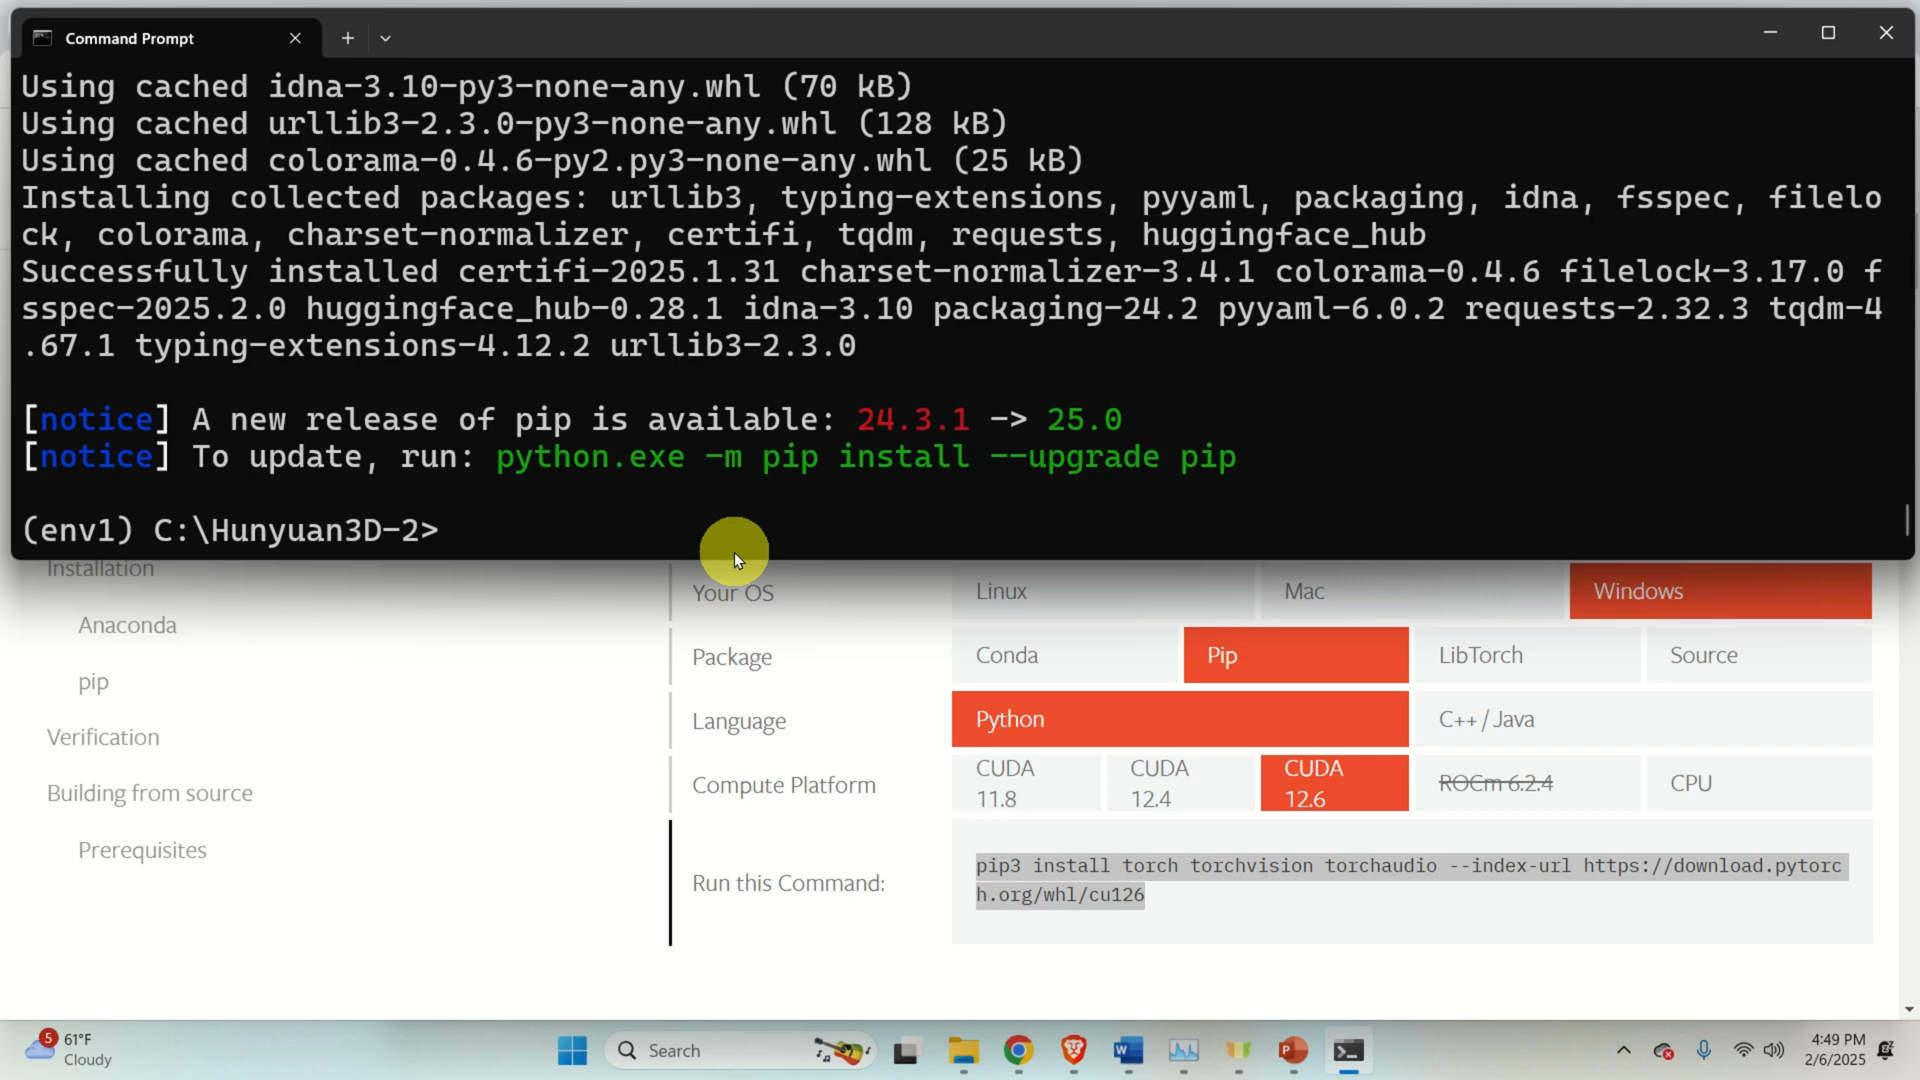 Command Prompt
Using cached idna-3.10-py3-none-any.whl (70 kB)
Using cached urllib3-2.3.0-py3-none-any.whl (128 kB)
Using cached colorama-0.4.6-py2.py3-none-any.whl (25 kB)
Installing collected packages: urllib3, typing-extensions, pyyaml, packaging, idna, fsspec, filelo
ck, colorama, charset-normalizer, certifi, tqdm, requests, huggingface_hub
Successfully installed certifi-2025.1.31 charset-normalizer-3.4.1 colorama-0.4.6 filelock-3.17.0 f
sspec-2025.2.0 huggingface_hub-0.28.1 idna-3.10 packaging-24.2 pyyaml-6.0.2 requests-2.32.3 tqdm-4
.67.1 typing-extensions-4.12.2 urllib3-2.3.0
[notice] A new release of pip is available: 24.3.1 -> 25.0
[notice] To update, run: python.exe -m pip install --upgrade pip
(env1) C:\Hunyuan3D-2>
Installation
Anaconda
pip
Verification
Building from source
Prerequisites
Your OS
Linux
Mac
Windows
Package
Conda
Pip
LibTorch
Source
Language
Python
C++ / Java
Compute Platform
CUDA
11.8
CUDA
12.4
CUDA
12.6
ROCm 6.2.4
CPU
Run this Command:
pip3 install torch torchvision torchaudio --index-url https://download.pytorc
h.org/whl/cu126
5
61°F
Cloudy
Search
4:49 PM
2/6/2025